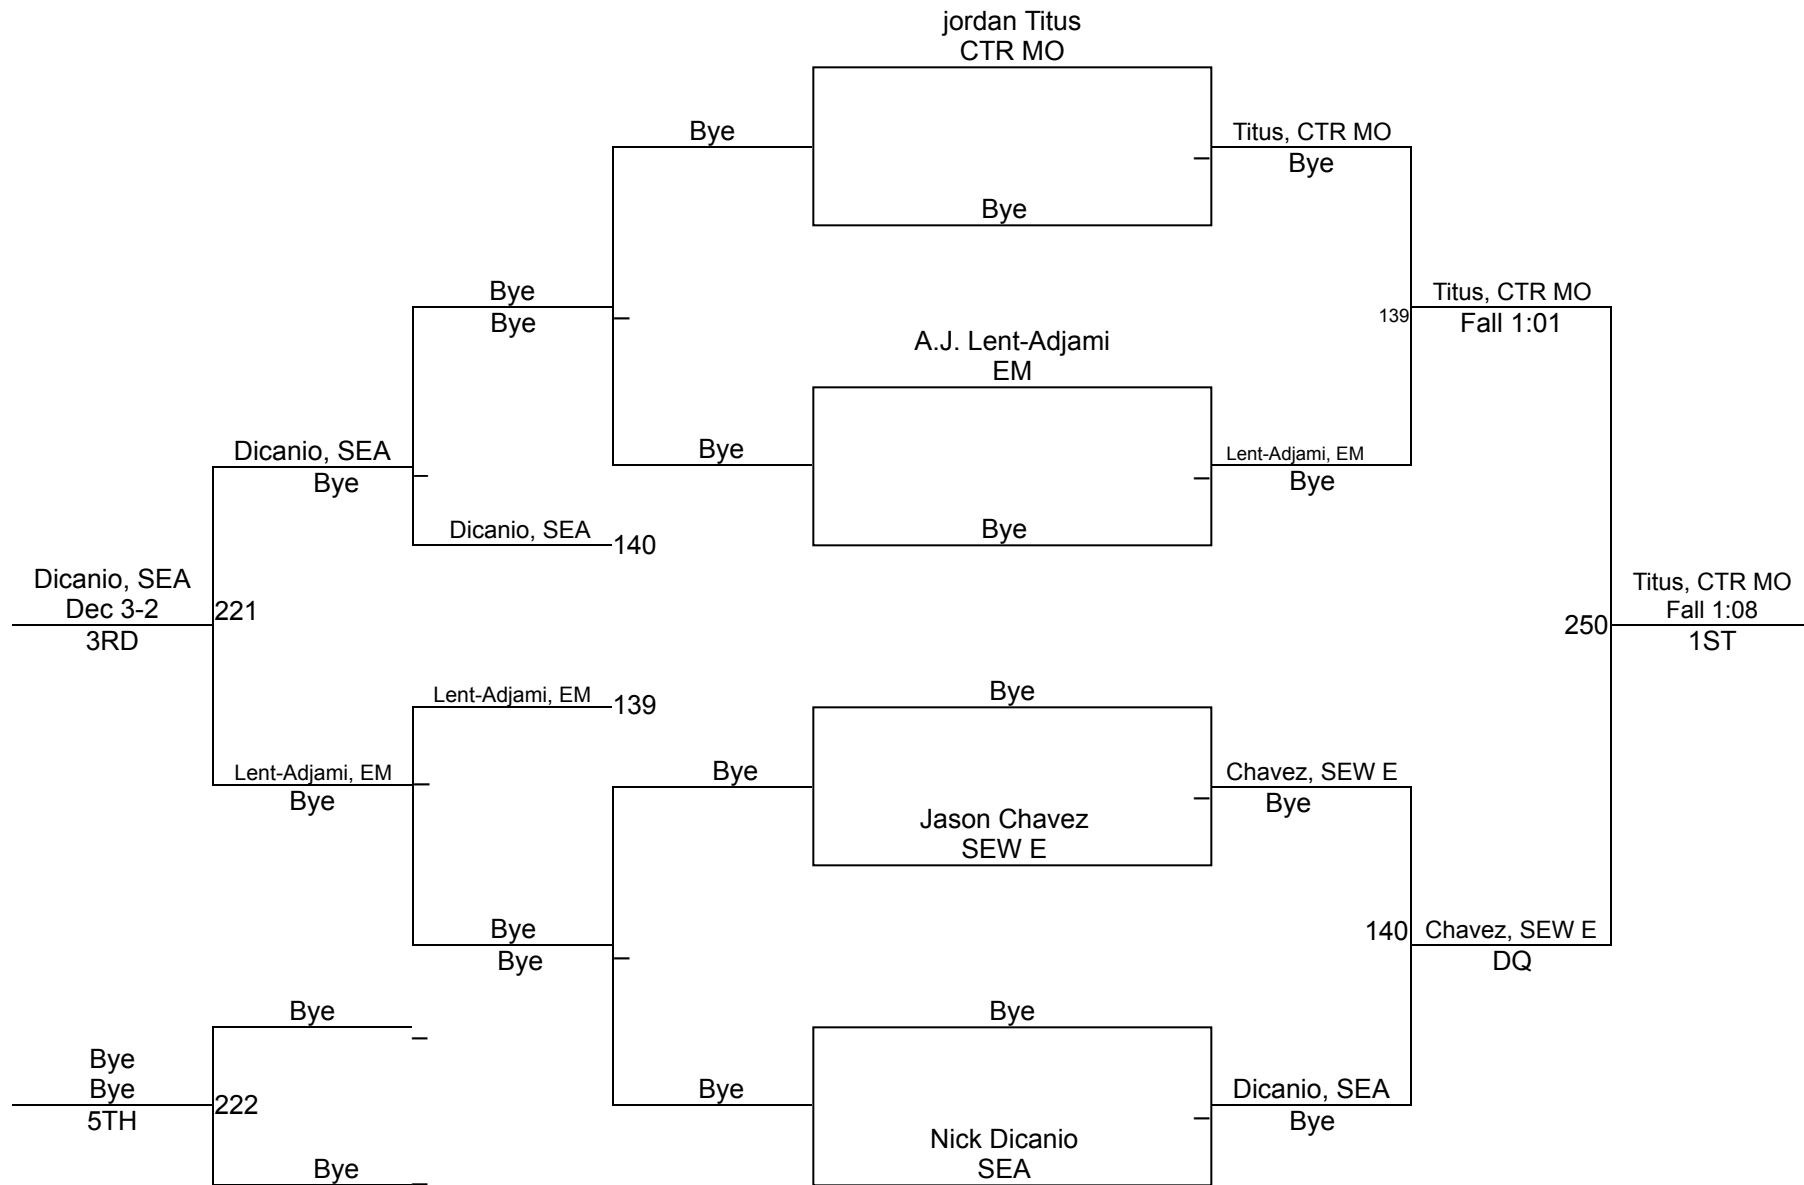 jordan Titus
CTR MO
Bye
Titus, CTR MO
Bye
Bye
Bye
Bye
Titus, CTR MO
139
Fall 1:01
A.J. Lent-Adjami
EM
Dicanio, SEA
Bye
Bye
Lent-Adjami, EM
Bye
Dicanio, SEA
140
Bye
Dicanio, SEA
Dec 3-2
221
3RD
Titus, CTR MO
Fall 1:08
250
1ST
Lent-Adjami, EM
139
Bye
Lent-Adjami, EM
Bye
Bye
Chavez, SEW E
Bye
Jason Chavez
SEW E
Bye
Bye
140
Chavez, SEW E
DQ
Bye
Bye
Bye
Bye
222
5TH
Bye
Dicanio, SEA
Bye
Nick Dicanio
SEA
Bye